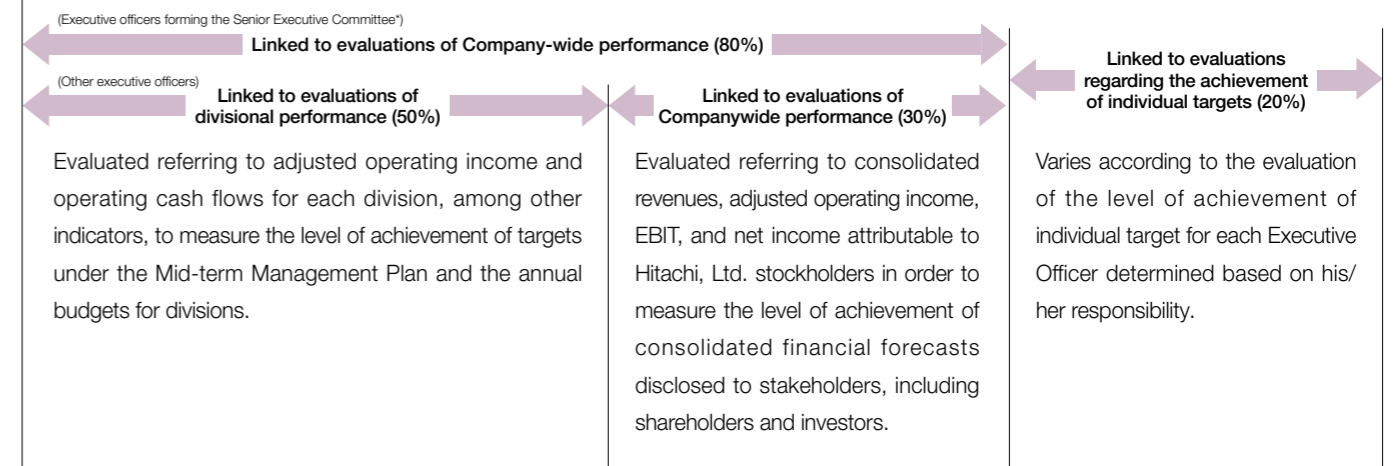 (Executive officers forming the Senior Executive Committee*)
Linked to evaluations of Company-wide performance (80%)
(Other executive officers)
Linked to evaluations of
divisional performance (50%)
Linked to evaluations of
Companywide performance (30%)
Linked to evaluations
regarding the achievement
of individual targets (20%)
Evaluated referring to adjusted operating income and
operating cash flows for each division, among other
indicators, to measure the level of achievement of targets
under the Mid-term Management Plan and the annual
budgets for divisions.
Evaluated referring to consolidated
revenues, adjusted operating income,
EBIT, and net income attributable to
Hitachi, Ltd. stockholders in order to
measure the level of achievement of
consolidated financial forecasts
disclosed to stakeholders, including
shareholders and investors.
Varies according to the evaluation
of the level of achievement of
individual target for each Executive
Officer determined based on his/
her responsibility.